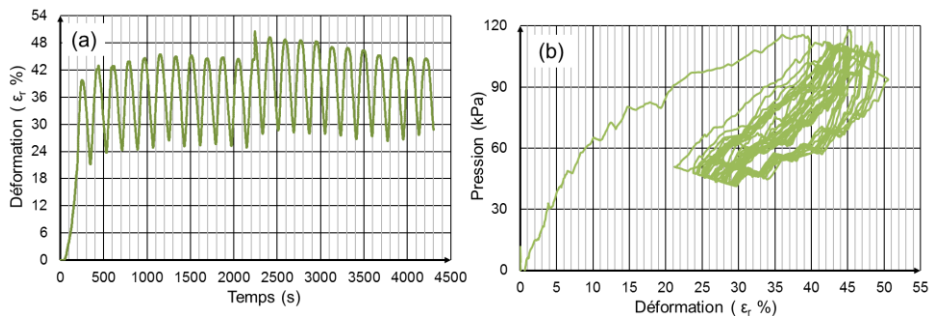 (a)
Déformation ( εr %)
54
48
42
36
30
24
18
12
6
0
0 500 1000 1500 2000 2500 3000 3500 4000 4500
Temps (s)
(b)
Pression (kPa)
120
90
60
30
0
0 5 10 15 20 25 30 35 40 45 50 55
Déformation ( εr %)